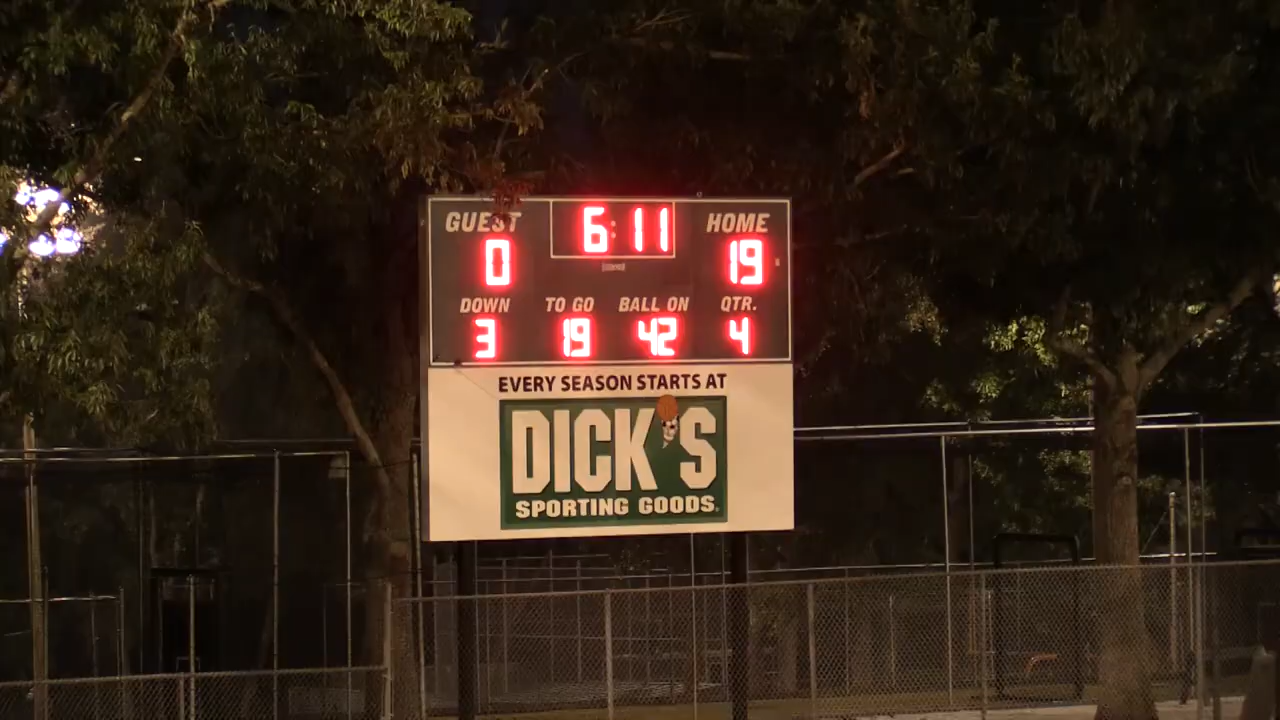 GUEST 6:11 HOME
0 19
DOWN TO GO BALL ON QTR.
3 19 42 4
EVERY SEASON STARTS AT
DICK'S
SPORTING GOODS